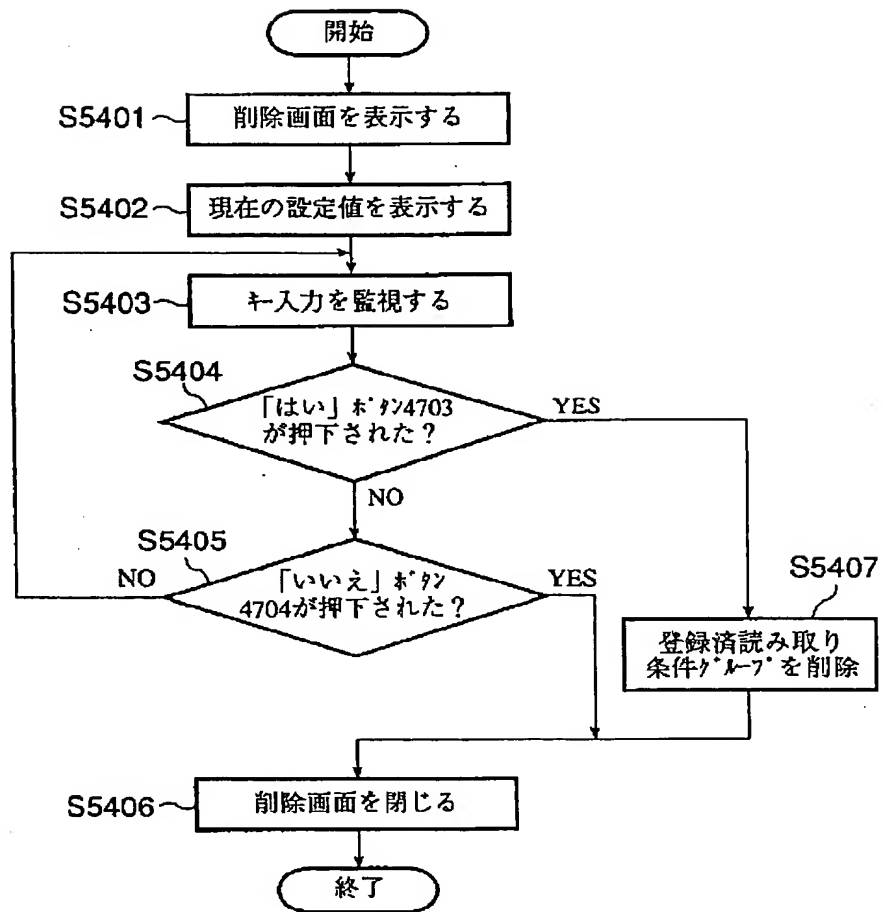 開始
S5401
削除画面を表示する
S5402
現在の設定値を表示する
S5403
ｷｰ入力を監視する
S5404
「はい」ﾎﾞﾀﾝ4703
が押下された？
YES
NO
S5405
「いいえ」ﾎﾞﾀﾝ
4704が押下された？
NO
YES
S5407
登録済読み取り
条件ｸﾞﾙｰﾌﾟを削除
S5406
削除画面を閉じる
終了